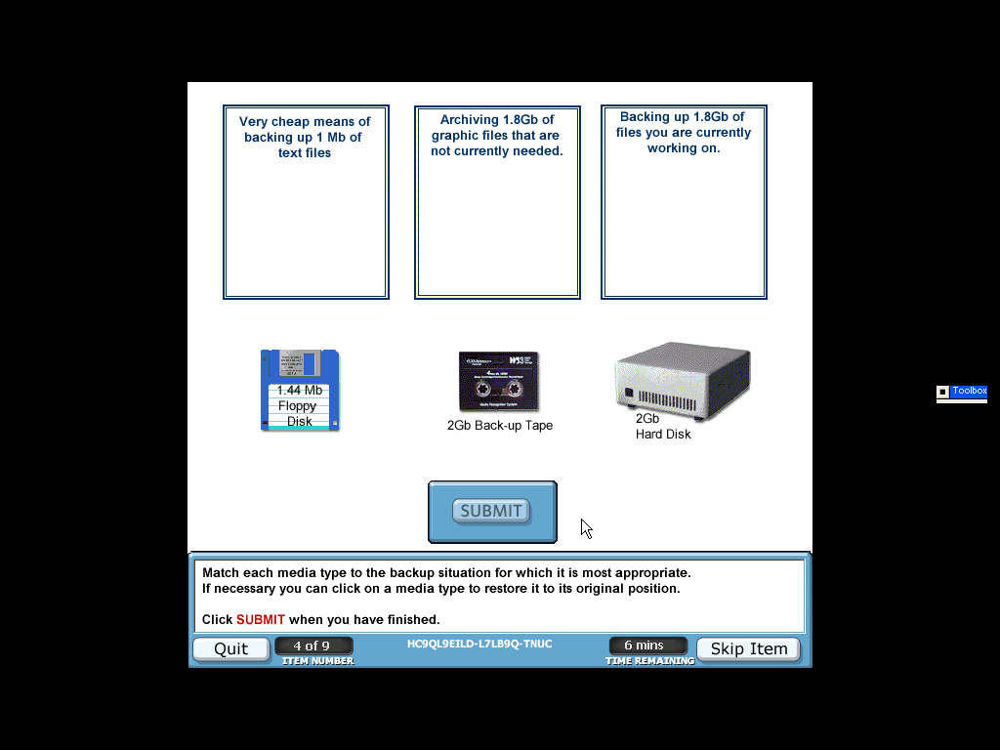 Very cheap means of
backing up 1 Mb of
text files
Archiving 1.8Gb of
graphic files that are
not currently needed.
Backing up 1.8Gb of
files you are currently
working on.
1.44 Mb
Floppy
Disk
2Gb Back-up Tape
2Gb
Hard Disk
Toolbox
SUBMIT
Match each media type to the backup situation for which it is most appropriate.
If necessary you can click on a media type to restore it to its original position.
Click SUBMIT when you have finished.
Quit
4 of 9
ITEM NUMBER
HC9QL9EILD-L7LB9Q-TNUC
6 mins
TIME REMAINING
Skip Item